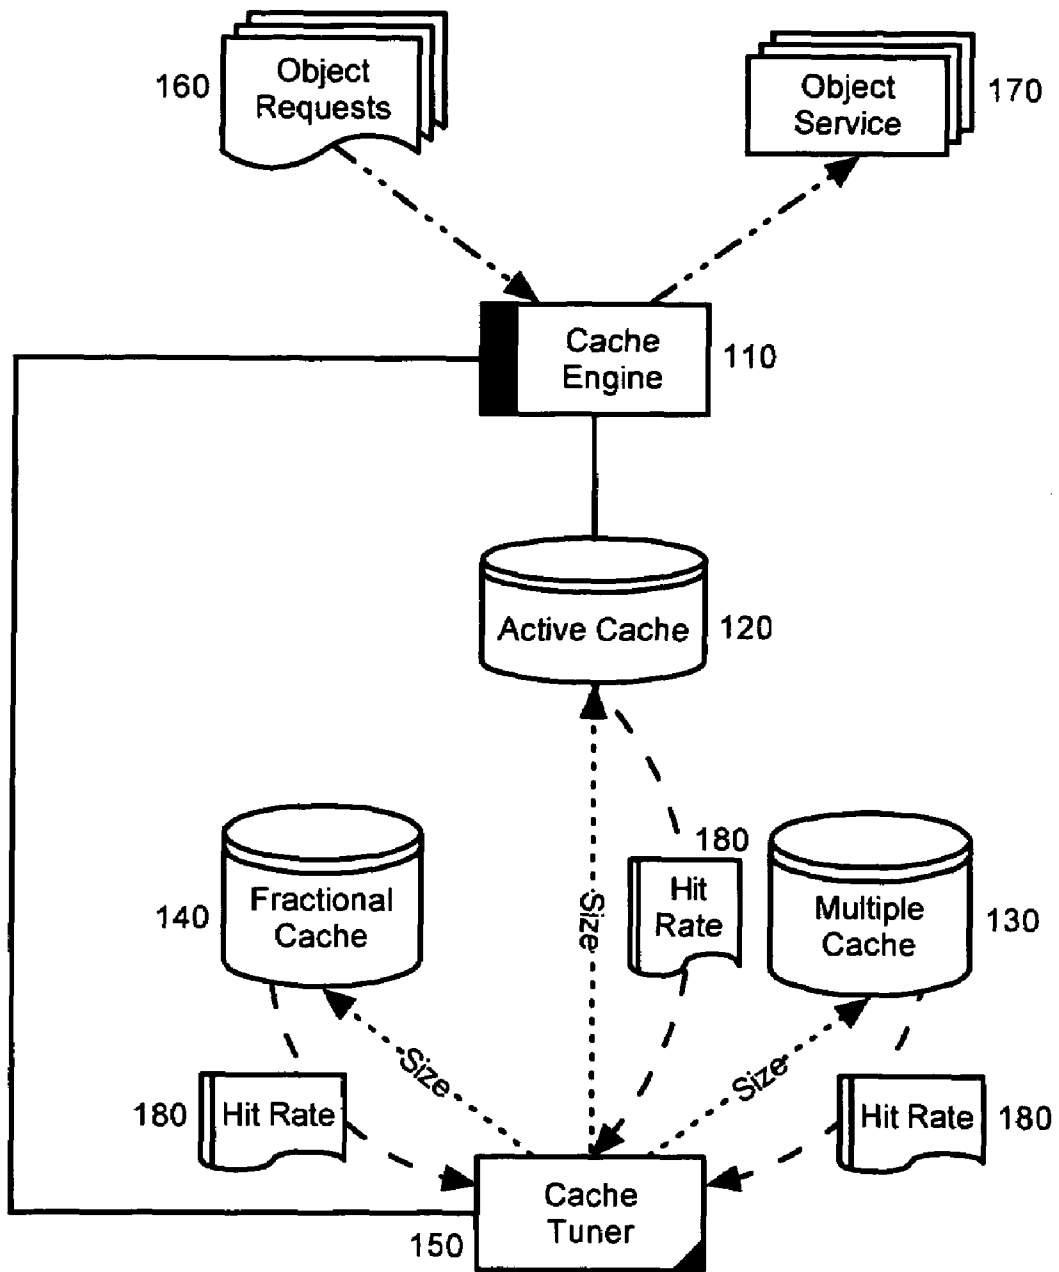 160
Object
Requests
Object
Service
170
Cache
Engine
110
Active Cache
120
180
Hit
Rate
Size
140
Fractional
Cache
Multiple
Cache
130
Size
Size
180
Hit Rate
Hit Rate
180
Cache
Tuner
150